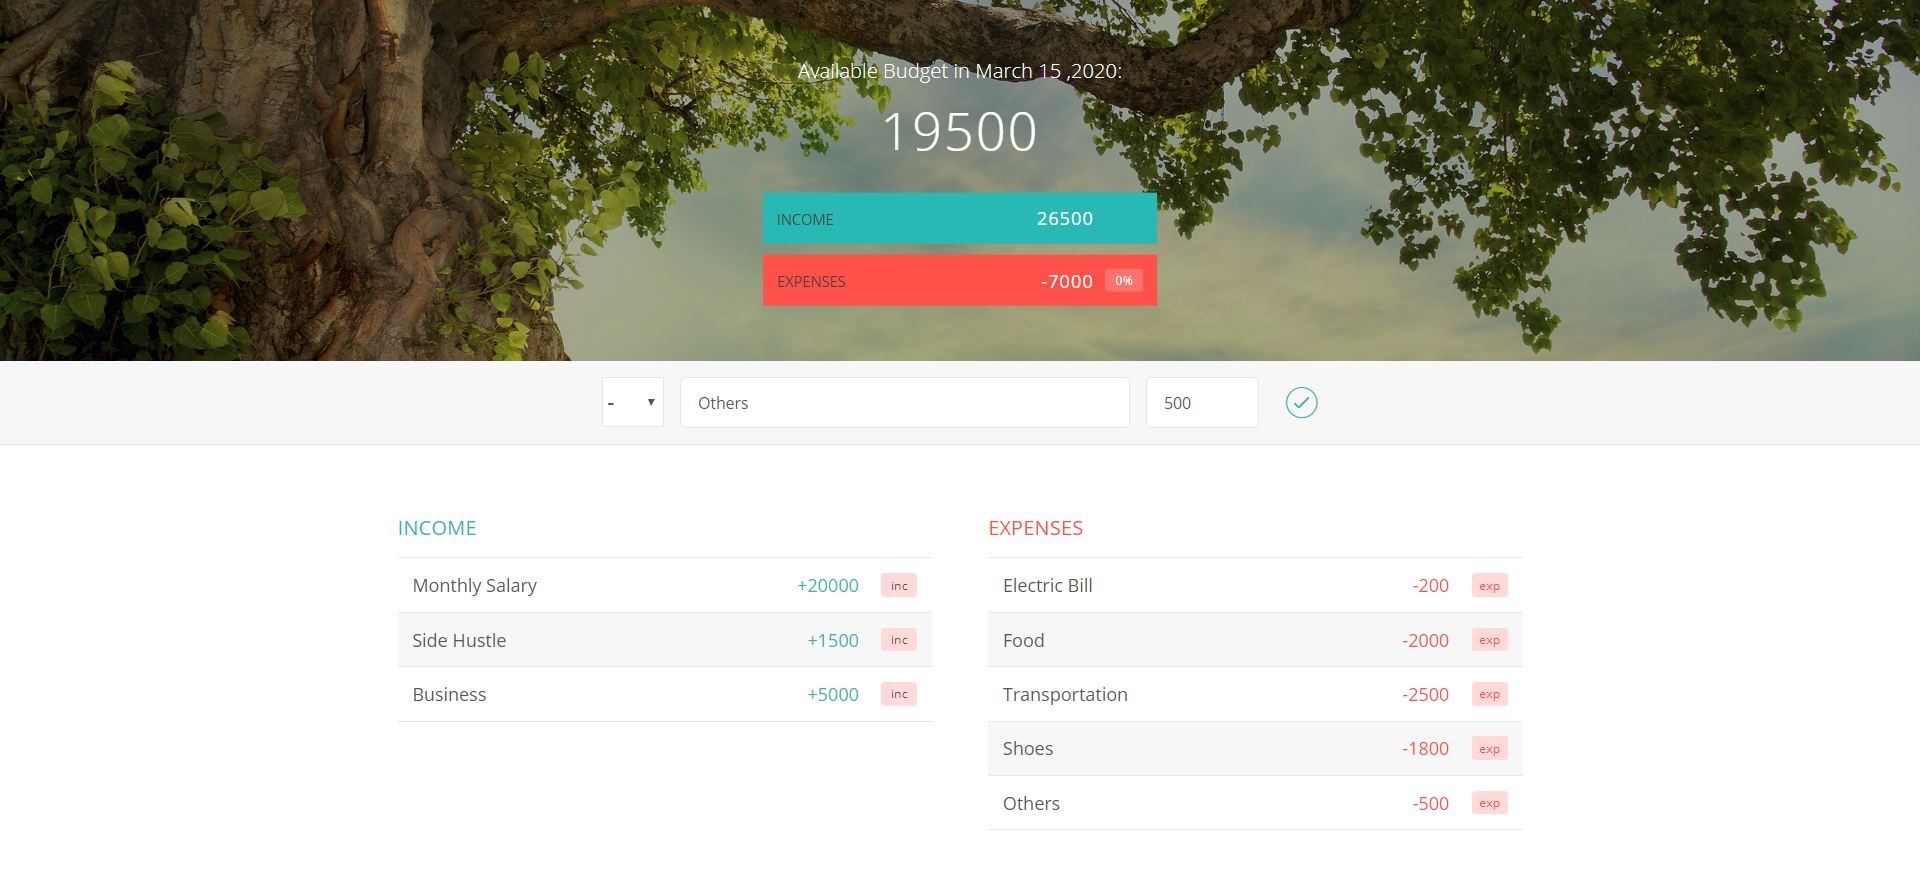 Available Budget in March 15 ,2020:
19500
INCOME 26500
EXPENSES -7000 0%
- Others 500
INCOME
Monthly Salary +20000 inc
Side Hustle +1500 inc
Business +5000 inc
EXPENSES
Electric Bill -200 exp
Food -2000 exp
Transportation -2500 exp
Shoes -1800 exp
Others -500 exp